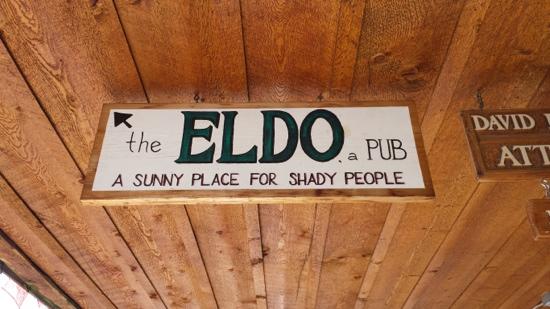 the ELDO, a PUB
A SUNNY PLACE FOR SHADY PEOPLE
DAVID
ATT